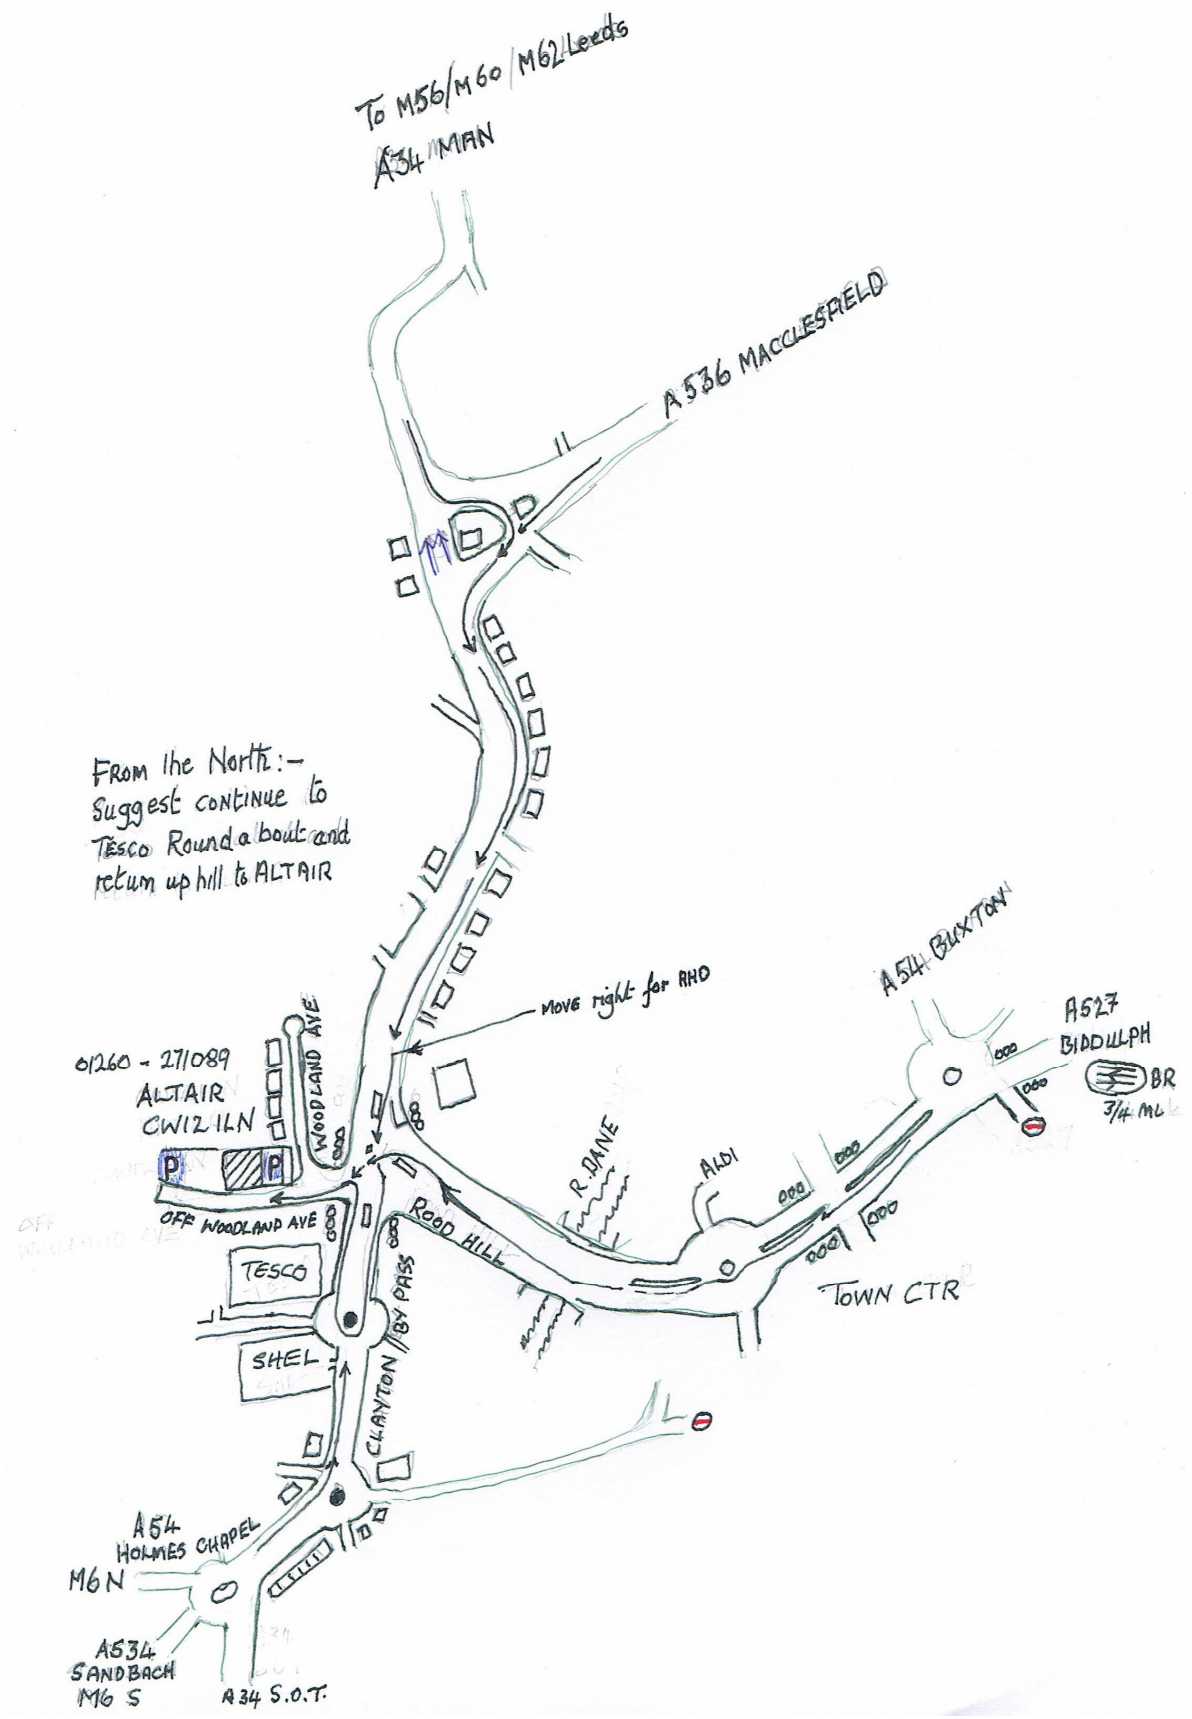 To M56/M60/M62 Leeds
A34 MAN
A536 MACCLESFIELD
FROM the North:-
Suggest continue to
TEsco Roundabout and
return up hill to ALTAIR
MOVE right for AHD
A54 BUXTON
A527
BIDDULPH
BR
3/4 ML
01260 - 271089
ALTAIR
CW12 1LN
WOODLAND AVE
P
P
OFF WOODLAND AVE
ROOD HILL
R. DANE
ALDI
TOWN CTR
TESCO
SHEL
CLAYTON BY PASS
A54
HOLMES CHAPEL
M6 N
A534
SANDBACH
M6 S
A34 S.O.T.